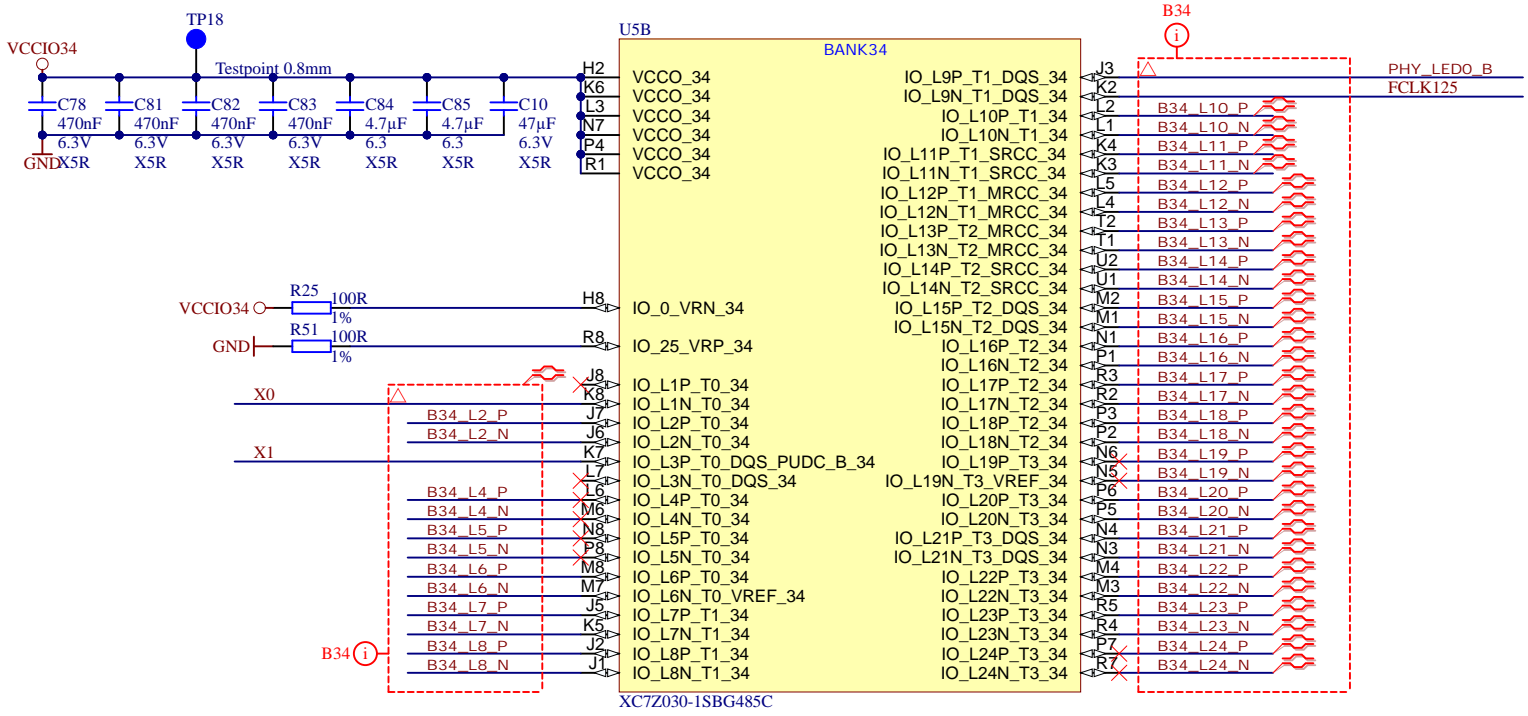 TP18
VCCIO34
Testpoint 0.8mm
C78
470nF
6.3V
X5R
C81
470nF
6.3V
X5R
C82
470nF
6.3V
X5R
C83
470nF
6.3V
X5R
C84
4.7µF
6.3
X5R
C85
4.7µF
6.3
X5R
C10
47µF
6.3V
X5R
GND
U5B
BANK34
H2 VCCO_34
K6 VCCO_34
L3 VCCO_34
N7 VCCO_34
P4 VCCO_34
R1 VCCO_34
VCCIO34 R25 100R 1% H8 IO_0_VRN_34
GND R51 100R 1% R8 IO_25_VRP_34
J8 IO_L1P_T0_34
X0 K8 IO_L1N_T0_34
B34_L2_P J7 IO_L2P_T0_34
B34_L2_N J6 IO_L2N_T0_34
X1 K7 IO_L3P_T0_DQS_PUDC_B_34
L7 IO_L3N_T0_DQS_34
B34_L4_P L6 IO_L4P_T0_34
B34_L4_N M6 IO_L4N_T0_34
B34_L5_P N8 IO_L5P_T0_34
B34_L5_N P8 IO_L5N_T0_34
B34_L6_P M8 IO_L6P_T0_34
B34_L6_N M7 IO_L6N_T0_VREF_34
B34_L7_P J5 IO_L7P_T1_34
B34_L7_N K5 IO_L7N_T1_34
B34_L8_P J2 IO_L8P_T1_34
B34_L8_N J1 IO_L8N_T1_34
B34 i
B34
i
IO_L9P_T1_DQS_34 J3 PHY_LED0_B
IO_L9N_T1_DQS_34 K2 FCLK125
IO_L10P_T1_34 L2 B34_L10_P
IO_L10N_T1_34 L1 B34_L10_N
IO_L11P_T1_SRCC_34 K4 B34_L11_P
IO_L11N_T1_SRCC_34 K3 B34_L11_N
IO_L12P_T1_MRCC_34 L5 B34_L12_P
IO_L12N_T1_MRCC_34 L4 B34_L12_N
IO_L13P_T2_MRCC_34 T2 B34_L13_P
IO_L13N_T2_MRCC_34 T1 B34_L13_N
IO_L14P_T2_SRCC_34 U2 B34_L14_P
IO_L14N_T2_SRCC_34 U1 B34_L14_N
IO_L15P_T2_DQS_34 M2 B34_L15_P
IO_L15N_T2_DQS_34 M1 B34_L15_N
IO_L16P_T2_34 N1 B34_L16_P
IO_L16N_T2_34 P1 B34_L16_N
IO_L17P_T2_34 R3 B34_L17_P
IO_L17N_T2_34 R2 B34_L17_N
IO_L18P_T2_34 P3 B34_L18_P
IO_L18N_T2_34 P2 B34_L18_N
IO_L19P_T3_34 N6 B34_L19_P
IO_L19N_T3_VREF_34 N5 B34_L19_N
IO_L20P_T3_34 P6 B34_L20_P
IO_L20N_T3_34 P5 B34_L20_N
IO_L21P_T3_DQS_34 N4 B34_L21_P
IO_L21N_T3_DQS_34 N3 B34_L21_N
IO_L22P_T3_34 M4 B34_L22_P
IO_L22N_T3_34 M3 B34_L22_N
IO_L23P_T3_34 R5 B34_L23_P
IO_L23N_T3_34 R4 B34_L23_N
IO_L24P_T3_34 P7 B34_L24_P
IO_L24N_T3_34 R7 B34_L24_N
XC7Z030-1SBG485C